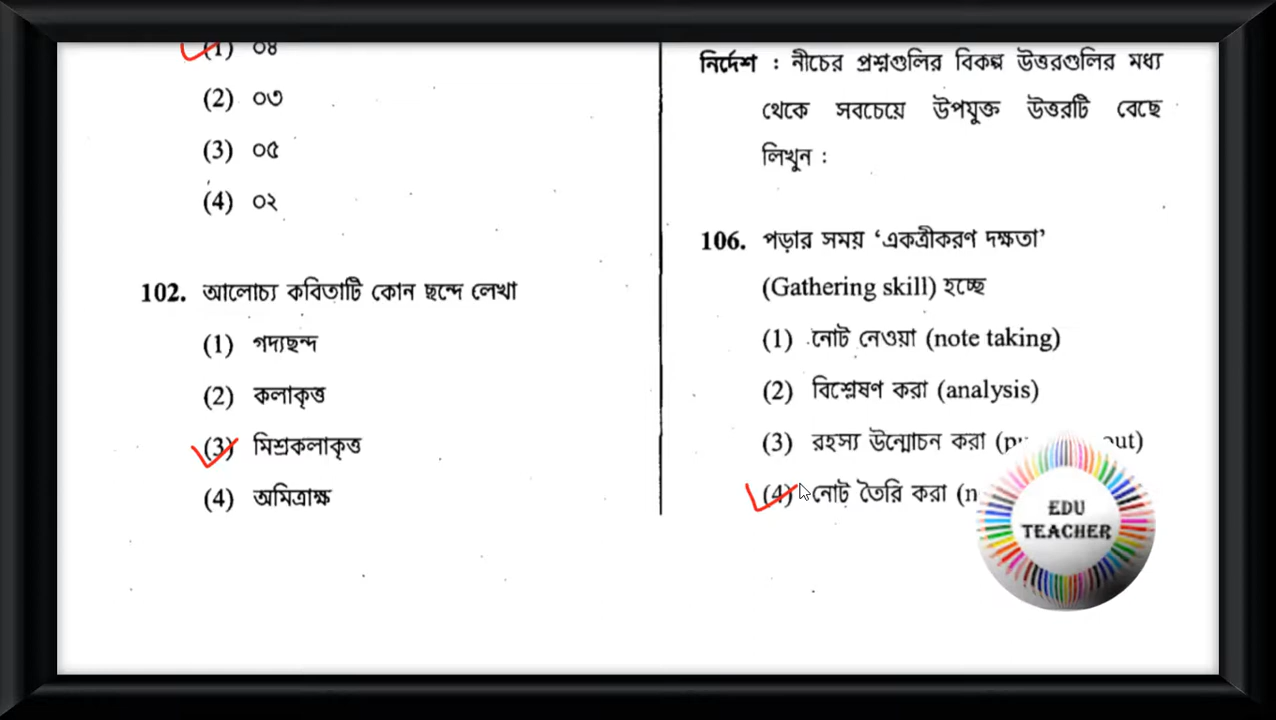 (1) ০৪
(2) ০৩
(3) ০৫
(4) ০২
102. আলোচ্য কবিতাটি কোন ছন্দে লেখা
(1) গদ্যছন্দ
(2) কলাকৃত্ত
(3) মিশ্রকলাকৃত্ত
(4) অমিত্রাক্ষ
নির্দেশ : নীচের প্রশ্নগুলির বিকল্প উত্তরগুলির মধ্য
থেকে সবচেয়ে উপযুক্ত উত্তরটি বেছে
লিখুন :
106. পড়ার সময় ‘একত্রীকরণ দক্ষতা’
(Gathering skill) হচ্ছে
(1) নোট নেওয়া (note taking)
(2) বিশ্লেষণ করা (analysis)
(3) রহস্য উন্মোচন করা out)
(4) নোট তৈরি করা (n
EDU
TEACHER